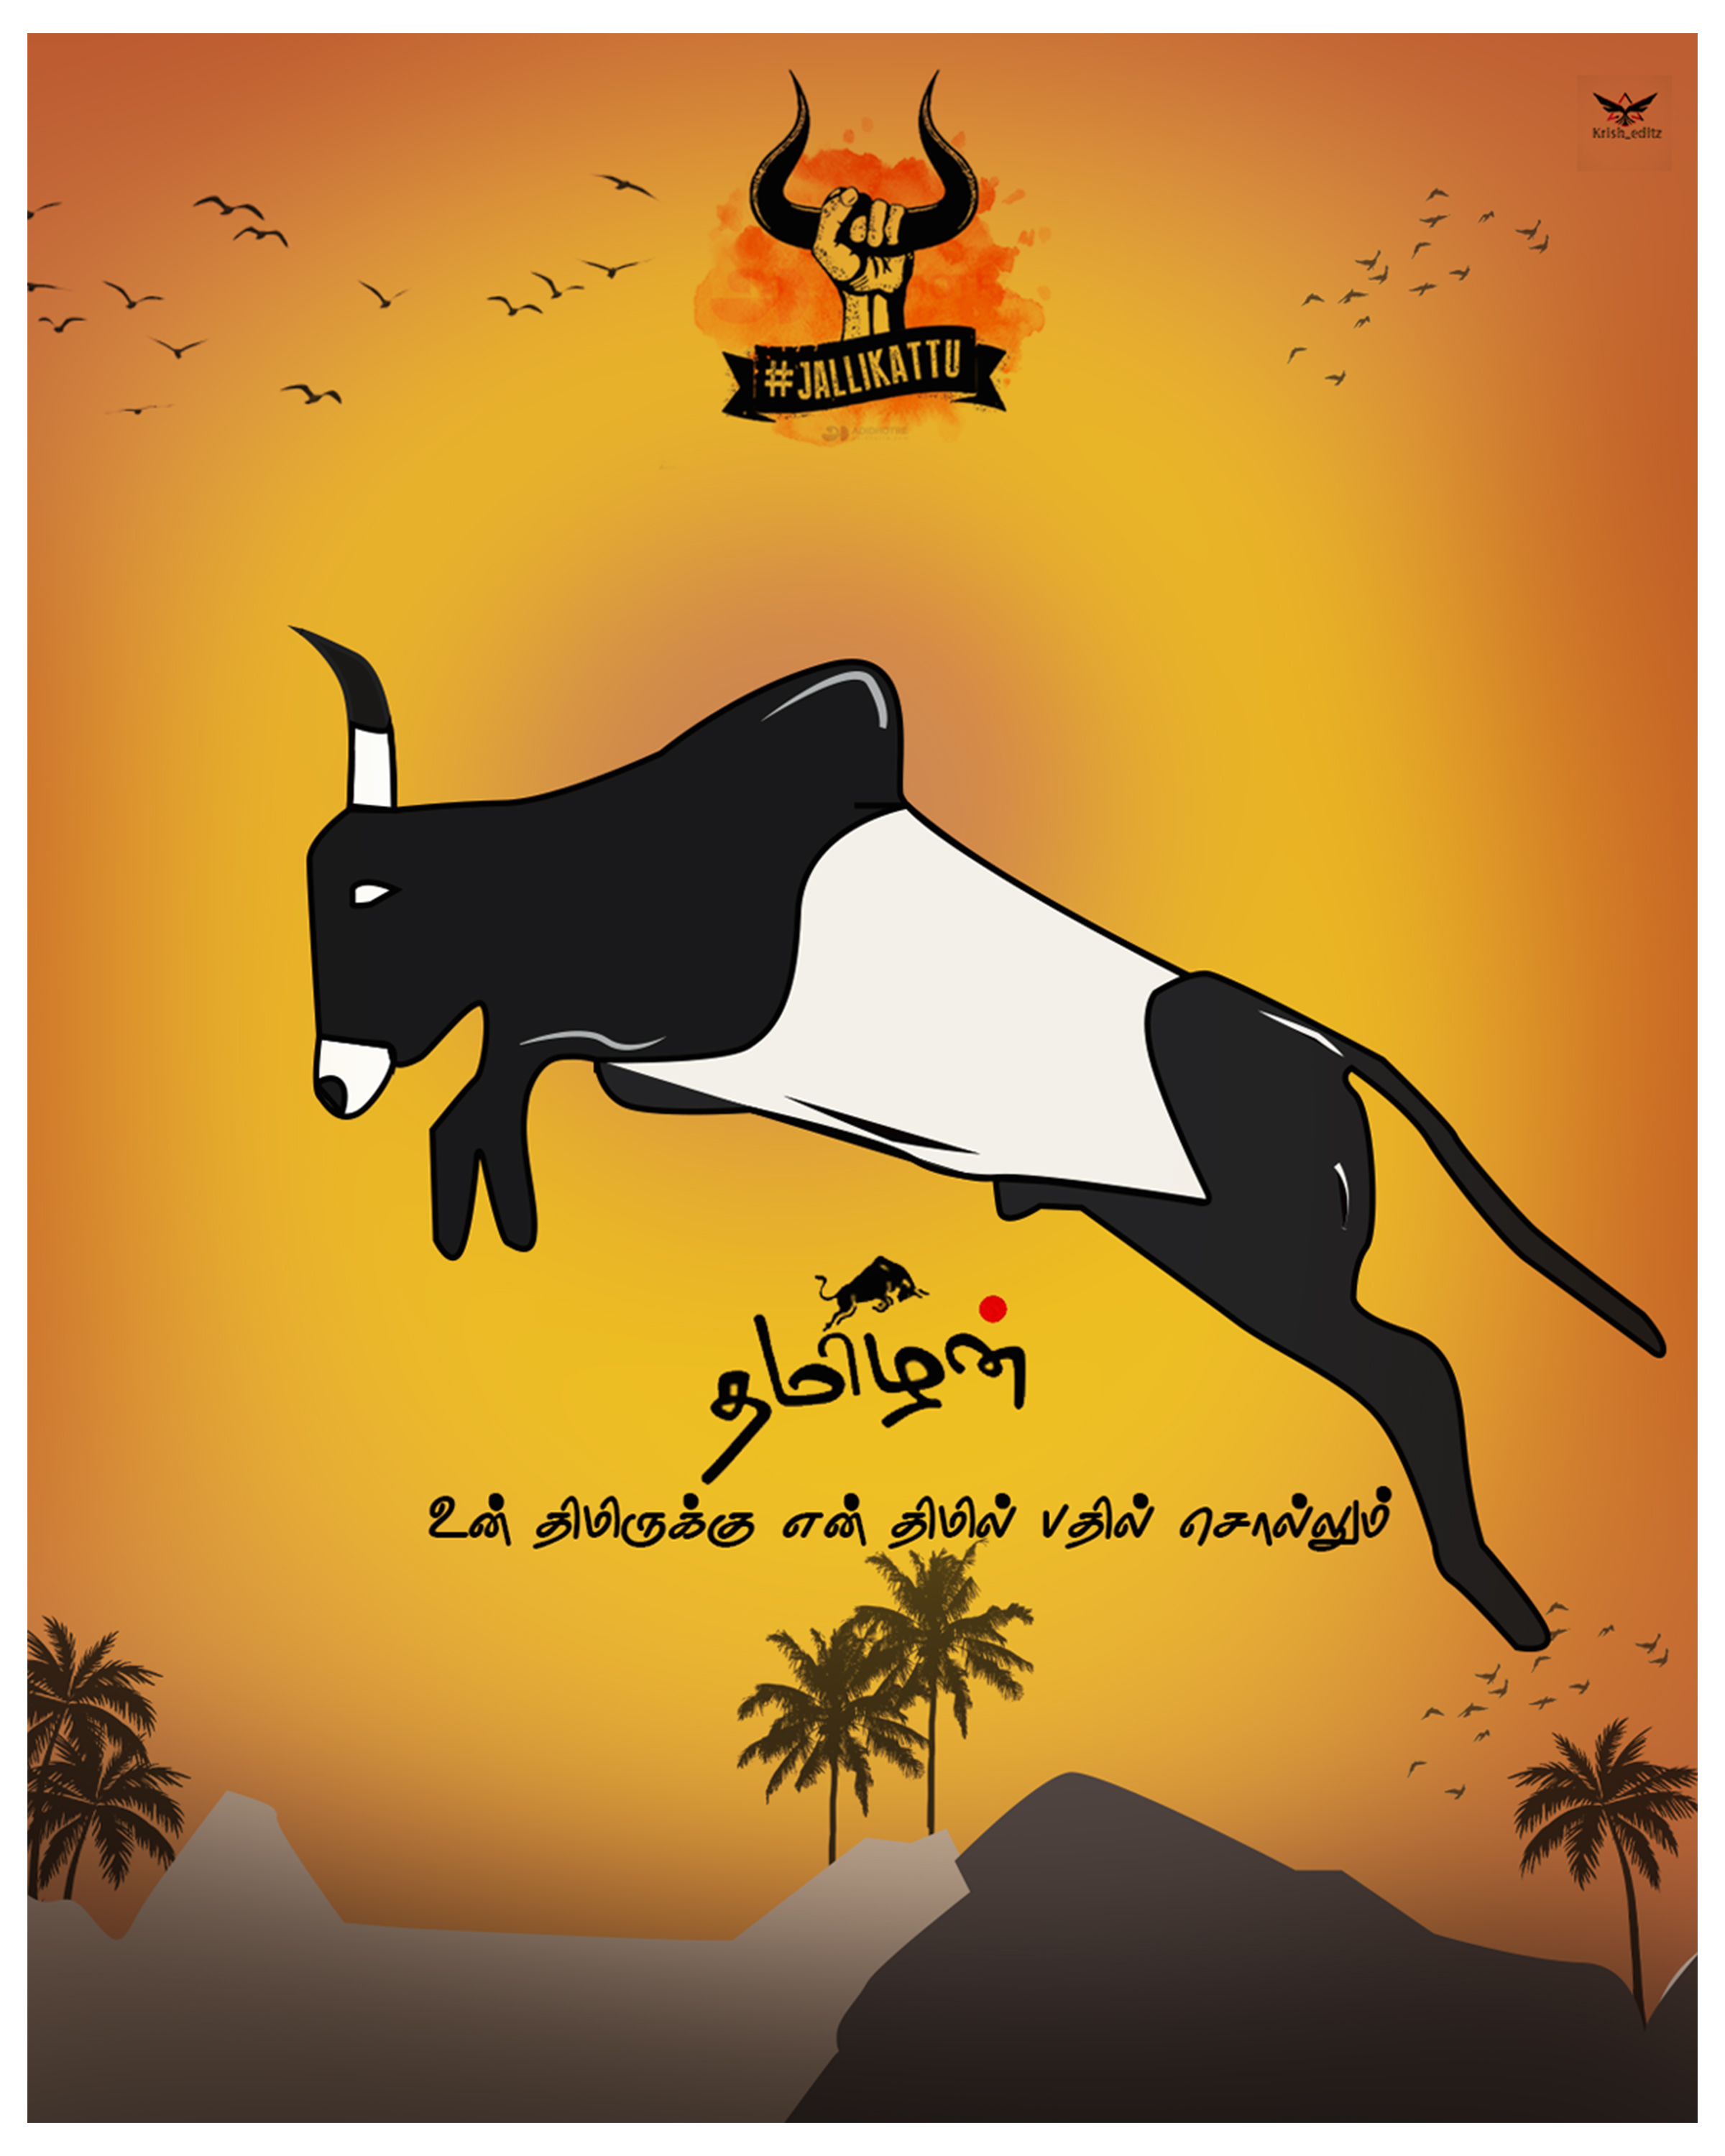 Krish_editz
#JALLIKATTU
தமிழன்
உன் திமிருக்கு என் திமில் பதில் சொல்லும்